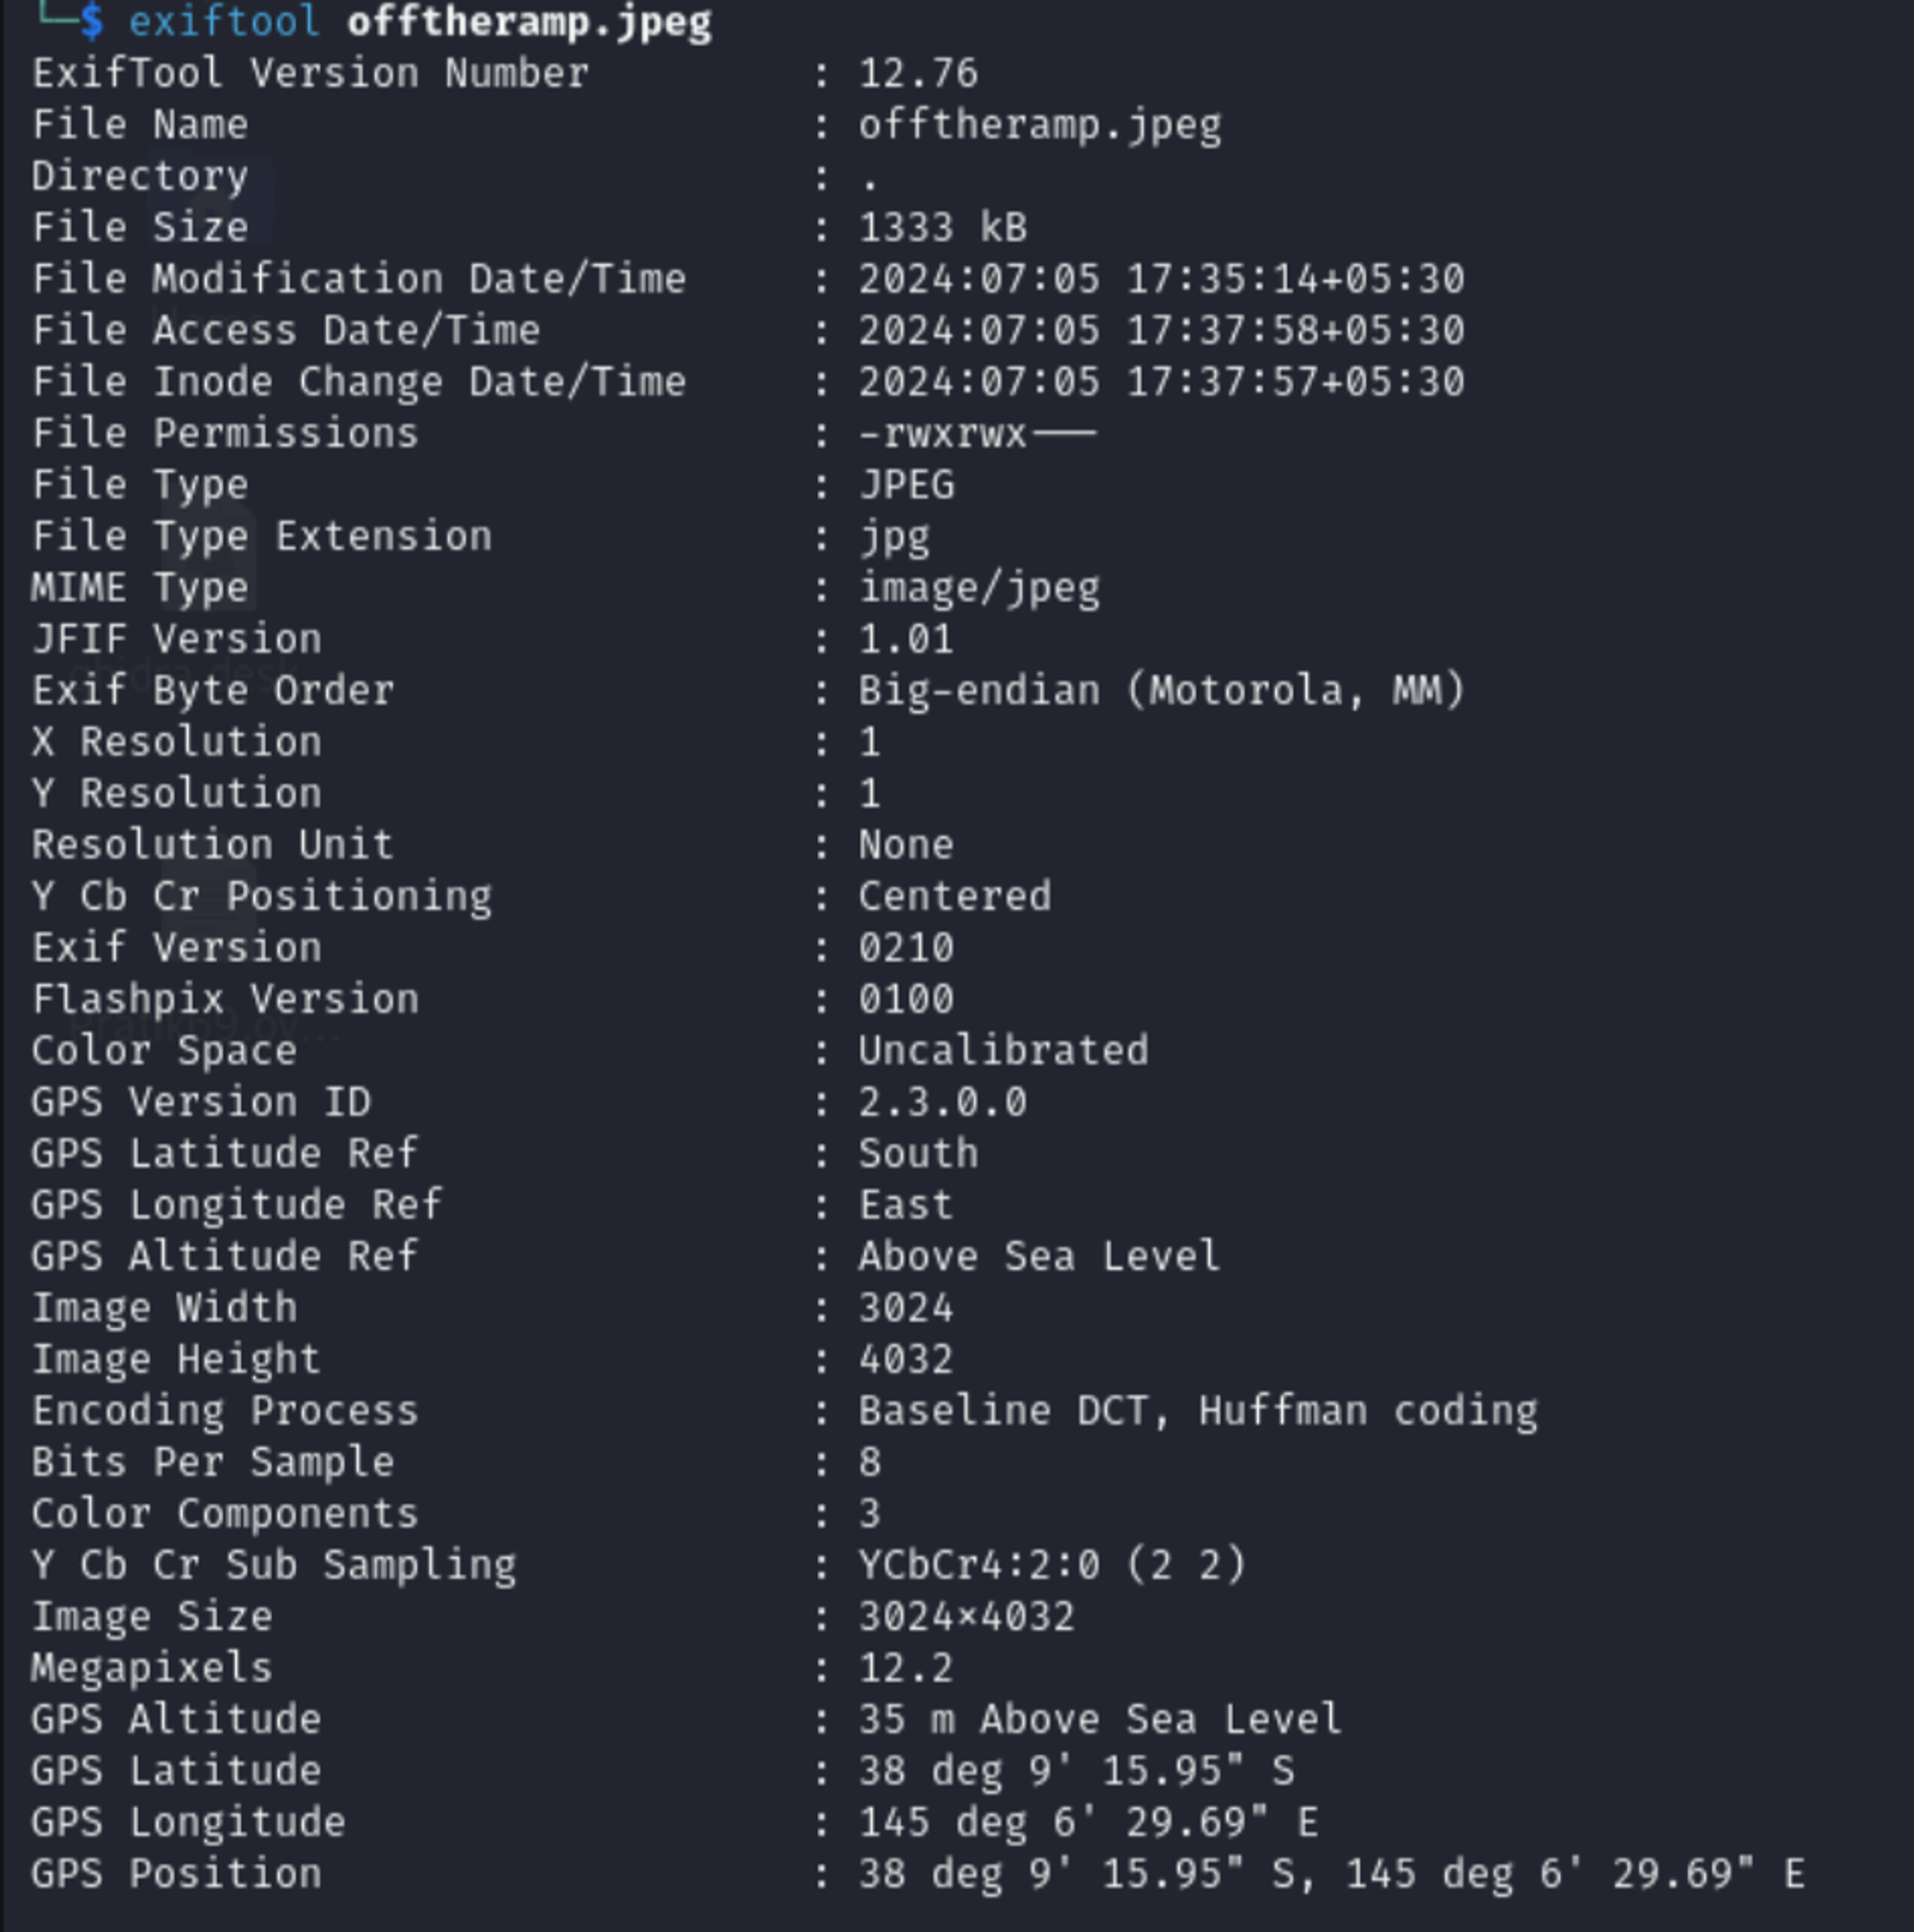 └─$ exiftool offtheramp.jpeg
ExifTool Version Number : 12.76
File Name : offtheramp.jpeg
Directory : .
File Size : 1333 kB
File Modification Date/Time : 2024:07:05 17:35:14+05:30
File Access Date/Time : 2024:07:05 17:37:58+05:30
File Inode Change Date/Time : 2024:07:05 17:37:57+05:30
File Permissions : -rwxrwx---
File Type : JPEG
File Type Extension : jpg
MIME Type : image/jpeg
JFIF Version : 1.01
Exif Byte Order : Big-endian (Motorola, MM)
X Resolution : 1
Y Resolution : 1
Resolution Unit : None
Y Cb Cr Positioning : Centered
Exif Version : 0210
Flashpix Version : 0100
Color Space : Uncalibrated
GPS Version ID : 2.3.0.0
GPS Latitude Ref : South
GPS Longitude Ref : East
GPS Altitude Ref : Above Sea Level
Image Width : 3024
Image Height : 4032
Encoding Process : Baseline DCT, Huffman coding
Bits Per Sample : 8
Color Components : 3
Y Cb Cr Sub Sampling : YCbCr4:2:0 (2 2)
Image Size : 3024×4032
Megapixels : 12.2
GPS Altitude : 35 m Above Sea Level
GPS Latitude : 38 deg 9' 15.95" S
GPS Longitude : 145 deg 6' 29.69" E
GPS Position : 38 deg 9' 15.95" S, 145 deg 6' 29.69" E